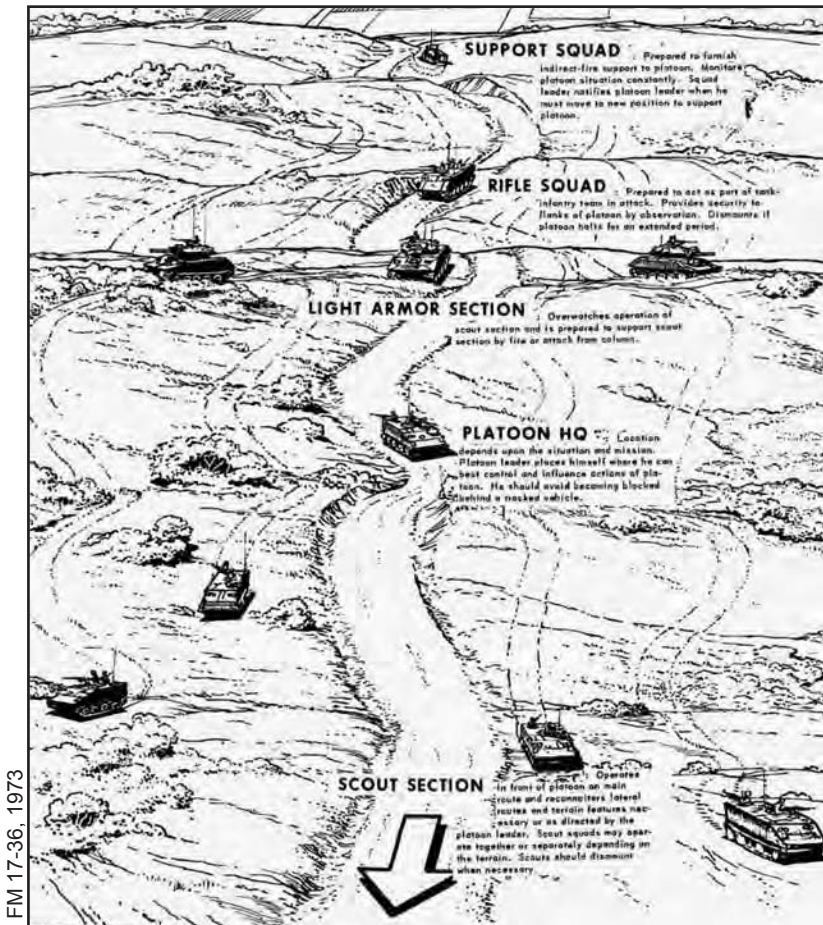 SUPPORT SQUAD : Prepared to furnish
indirect-fire support to platoon. Monitors
platoon situation constantly. Squad
leader notifies platoon leader when he
must move to new position to support
platoon.
RIFLE SQUAD : Prepared to act as part of tank-
infantry team in attack. Provides security to
flanks of platoon by observation. Dismounts if
platoon halts for an extended period.
LIGHT ARMOR SECTION : Overwatches operation of
scout section and is prepared to support scout
section by fire or attack from column.
PLATOON HQ : Location
depends upon the situation and mission.
Platoon leader places himself where he can
best control and influence actions of pla-
toon. He should avoid becoming blocked
behind a tracked vehicle.
SCOUT SECTION : Operates
in front of platoon on main
route and reconnoiters lateral
routes and terrain features nec-
essary or as directed by the
platoon leader. Scout squads may oper-
ate together or separately depending on
the terrain. Scouts should dismount
when necessary
FM 17-36, 1973